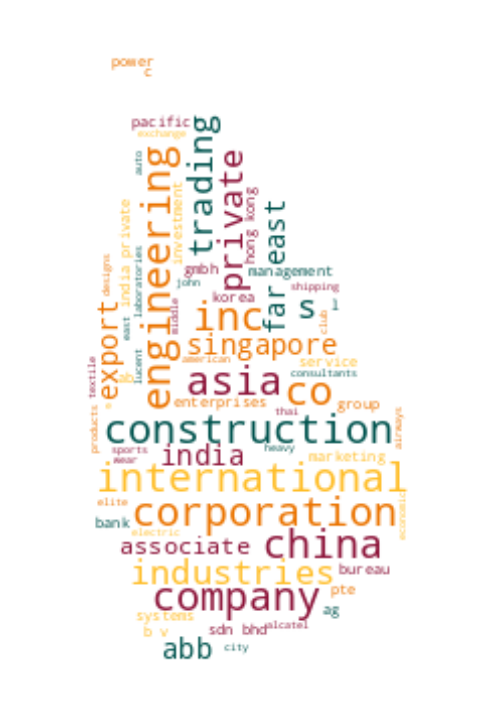 power
c
pacific
exchange
trading
engineering
auto
private
investment
hong kong
india private
far east
laboratories
designs
gmbh
management
john
shipping
korea
s
east
middle
export
inc
club
singapore
lucent
american
textile
service
asia
consultants
co
enterprises
group
thai
products
airways
construction
heavy
sports
wear
india
marketing
international
elite
corporation
economic
bank
electric
associate
china
industries
bureau
company
pte
ag
systems
alcatel
b v
sdn bhd
abb
city